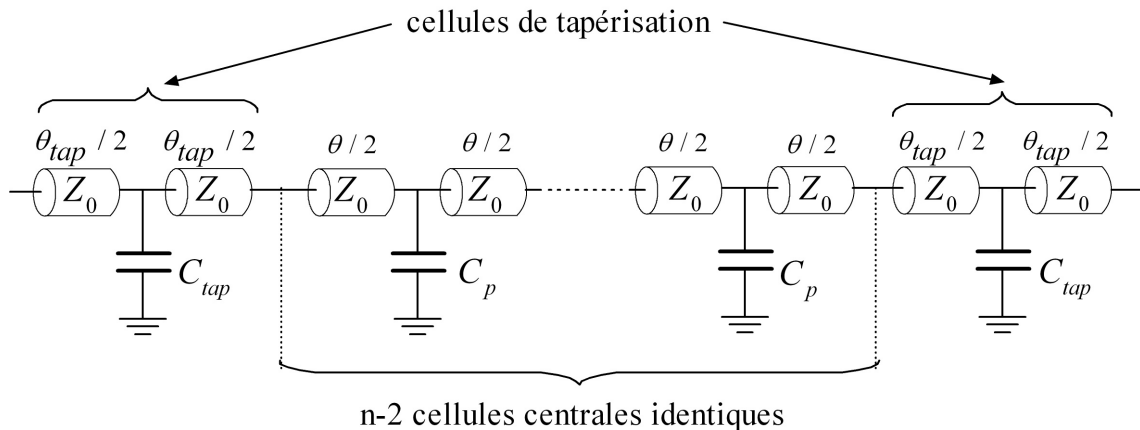 cellules de tapérisation
θtap / 2 θtap / 2 θ / 2 θ / 2 θ / 2 θ / 2 θtap / 2 θtap / 2
Z0 Z0 Z0 Z0 Z0 Z0 Z0 Z0
Ctap Cp Cp Ctap
n-2 cellules centrales identiques